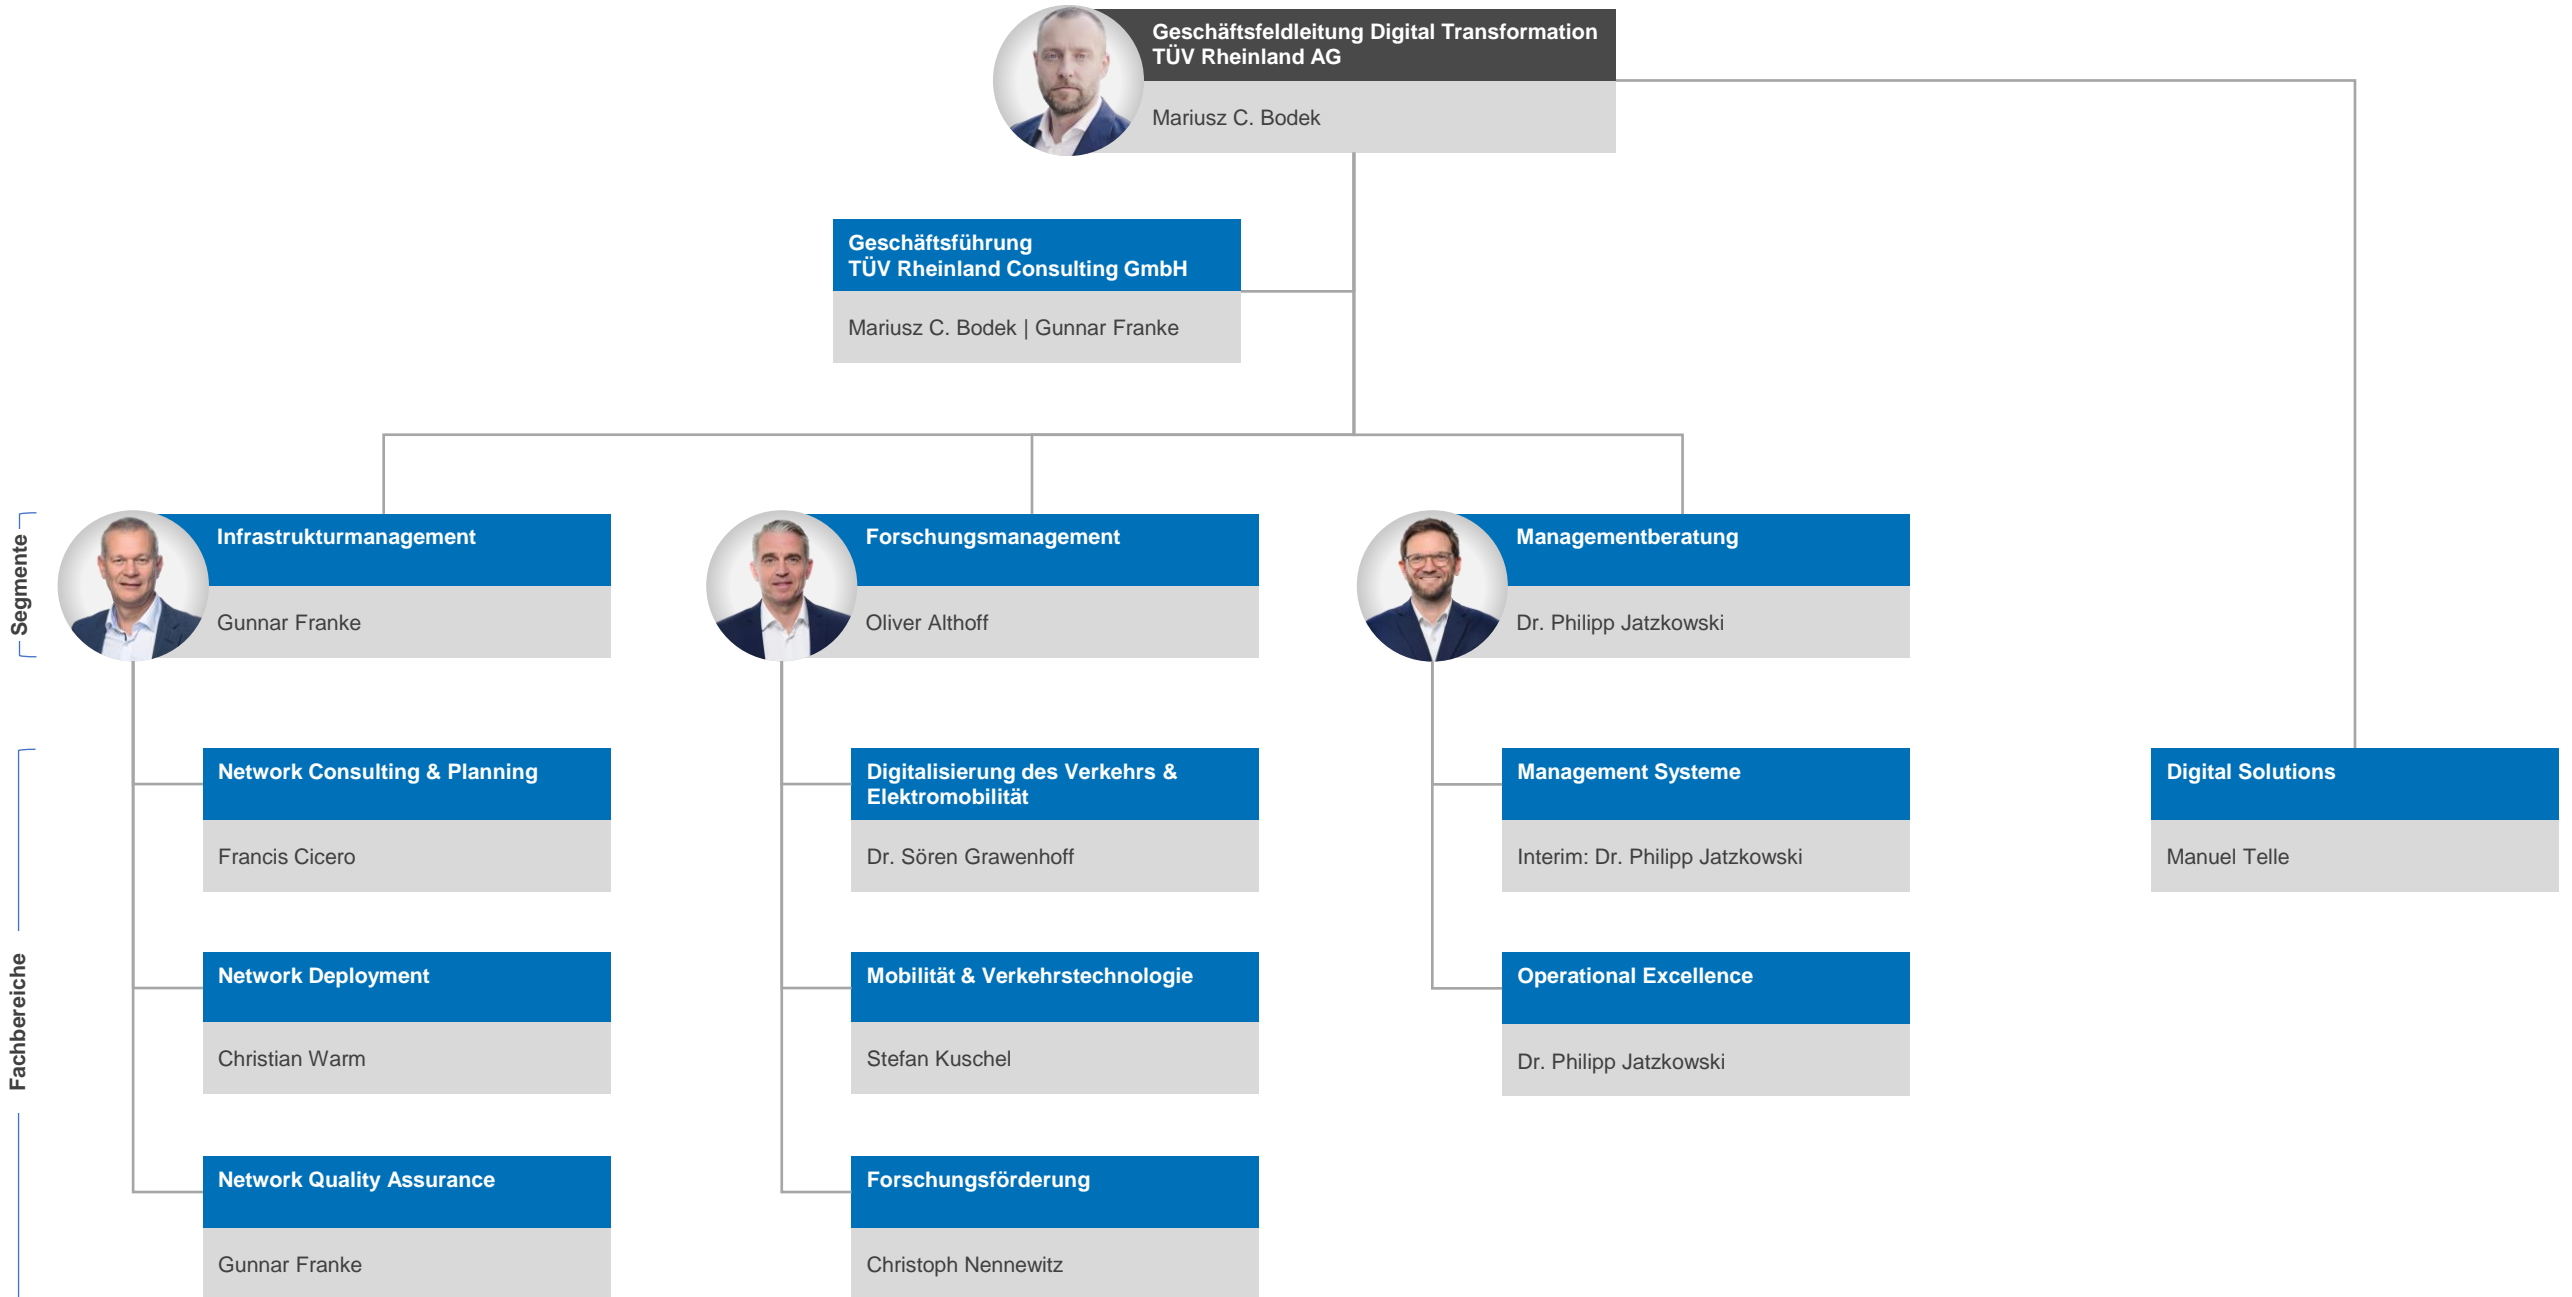 Geschäftsfeldleitung Digital Transformation
TÜV Rheinland AG
Mariusz C. Bodek
Geschäftsführung
TÜV Rheinland Consulting GmbH
Mariusz C. Bodek | Gunnar Franke
Segmente
Infrastrukturmanagement
Gunnar Franke
Forschungsmanagement
Oliver Althoff
Managementberatung
Dr. Philipp Jatzkowski
Fachbereiche
Network Consulting & Planning
Francis Cicero
Digitalisierung des Verkehrs &
Elektromobilität
Dr. Sören Grawenhoff
Management Systeme
Interim: Dr. Philipp Jatzkowski
Digital Solutions
Manuel Telle
Network Deployment
Christian Warm
Mobilität & Verkehrstechnologie
Stefan Kuschel
Operational Excellence
Dr. Philipp Jatzkowski
Network Quality Assurance
Gunnar Franke
Forschungsförderung
Christoph Nennewitz